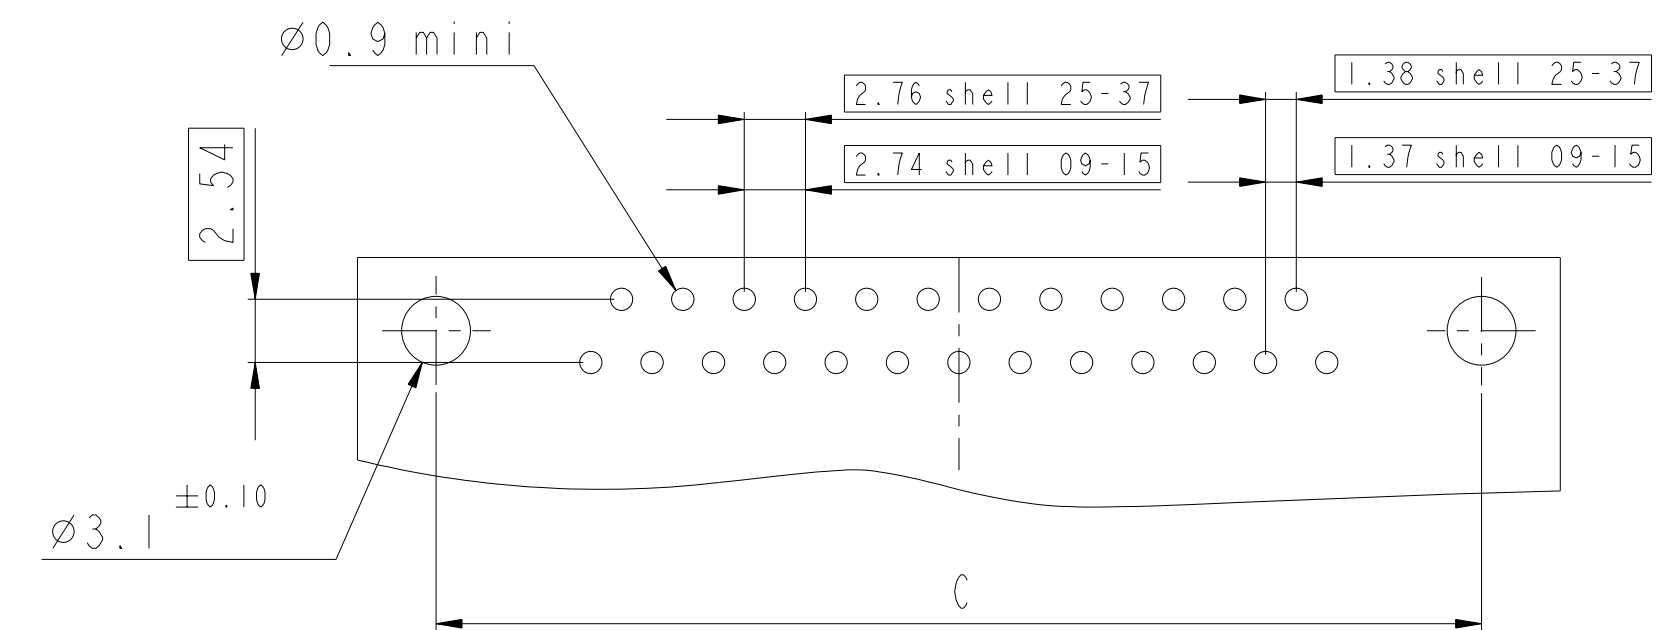 Ø0.9 mini
2.76 shell 25-37
1.38 shell 25-37
2.74 shell 09-15
1.37 shell 09-15
2.54
±0.10
Ø3.1
C